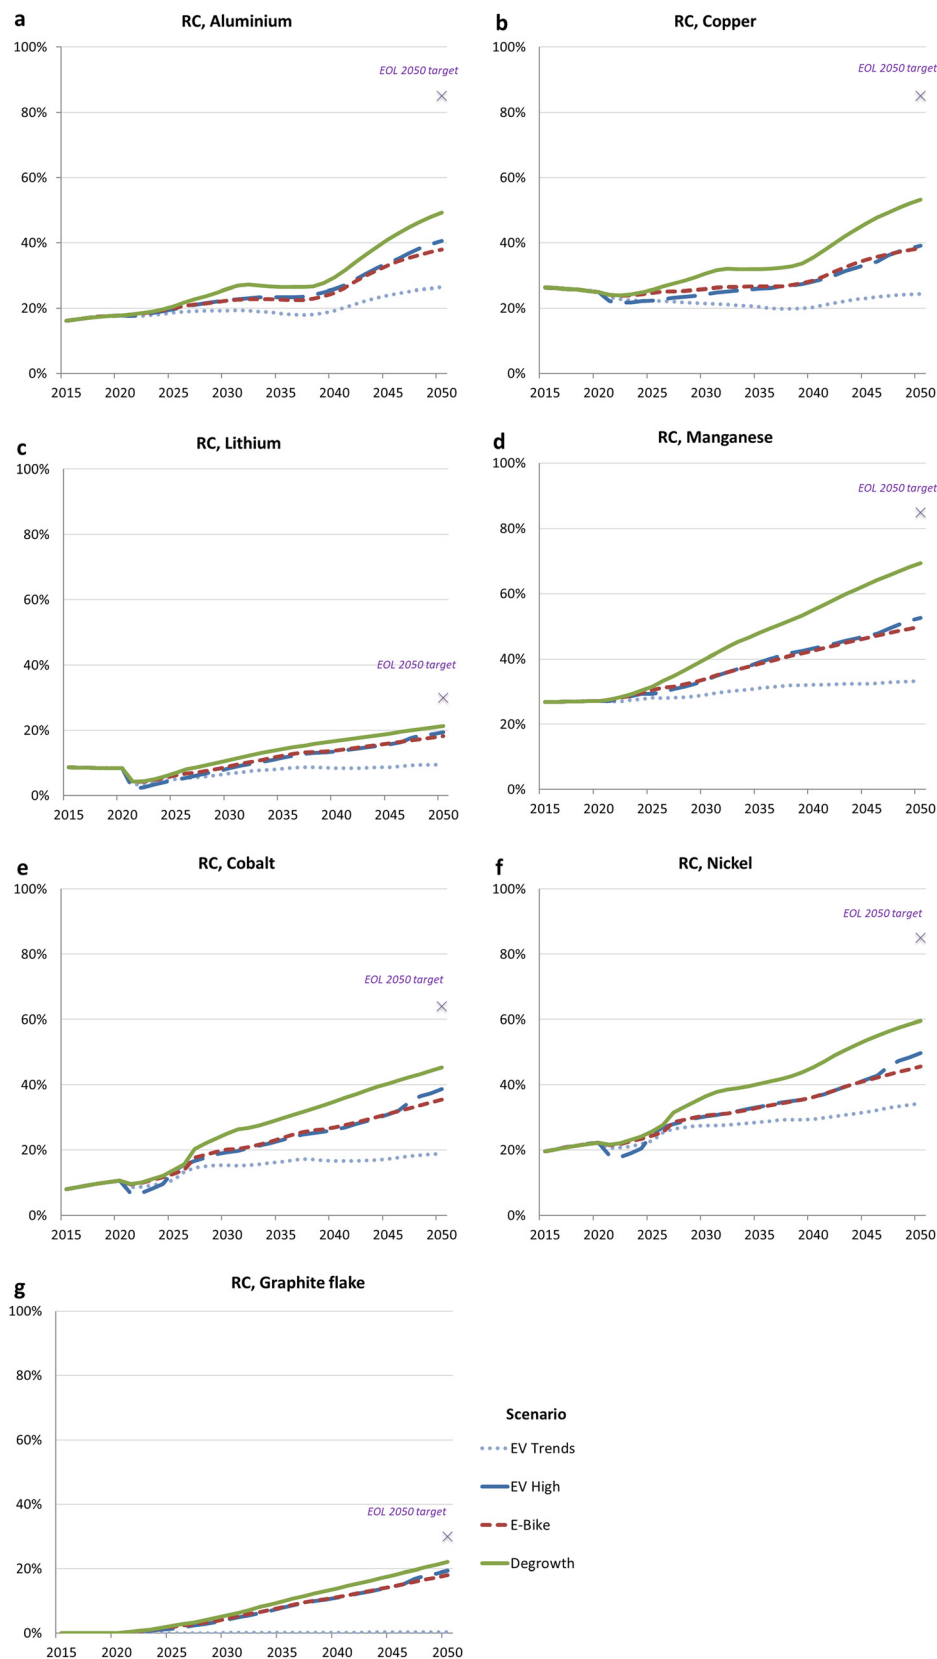 a
RC, Aluminium
100%
EOL 2050 target
80%
60%
40%
20%
0%
2015 2020 2025 2030 2035 2040 2045 2050
b
RC, Copper
100%
EOL 2050 target
80%
60%
40%
20%
0%
2015 2020 2025 2030 2035 2040 2045 2050
c
RC, Lithium
100%
80%
60%
40%
EOL 2050 target
20%
0%
2015 2020 2025 2030 2035 2040 2045 2050
d
RC, Manganese
100%
EOL 2050 target
80%
60%
40%
20%
0%
2015 2020 2025 2030 2035 2040 2045 2050
e
RC, Cobalt
100%
80%
EOL 2050 target
60%
40%
20%
0%
2015 2020 2025 2030 2035 2040 2045 2050
f
RC, Nickel
100%
EOL 2050 target
80%
60%
40%
20%
0%
2015 2020 2025 2030 2035 2040 2045 2050
g
RC, Graphite flake
100%
80%
60%
40%
EOL 2050 target
20%
0%
2015 2020 2025 2030 2035 2040 2045 2050
Scenario
EV Trends
EV High
E-Bike
Degrowth